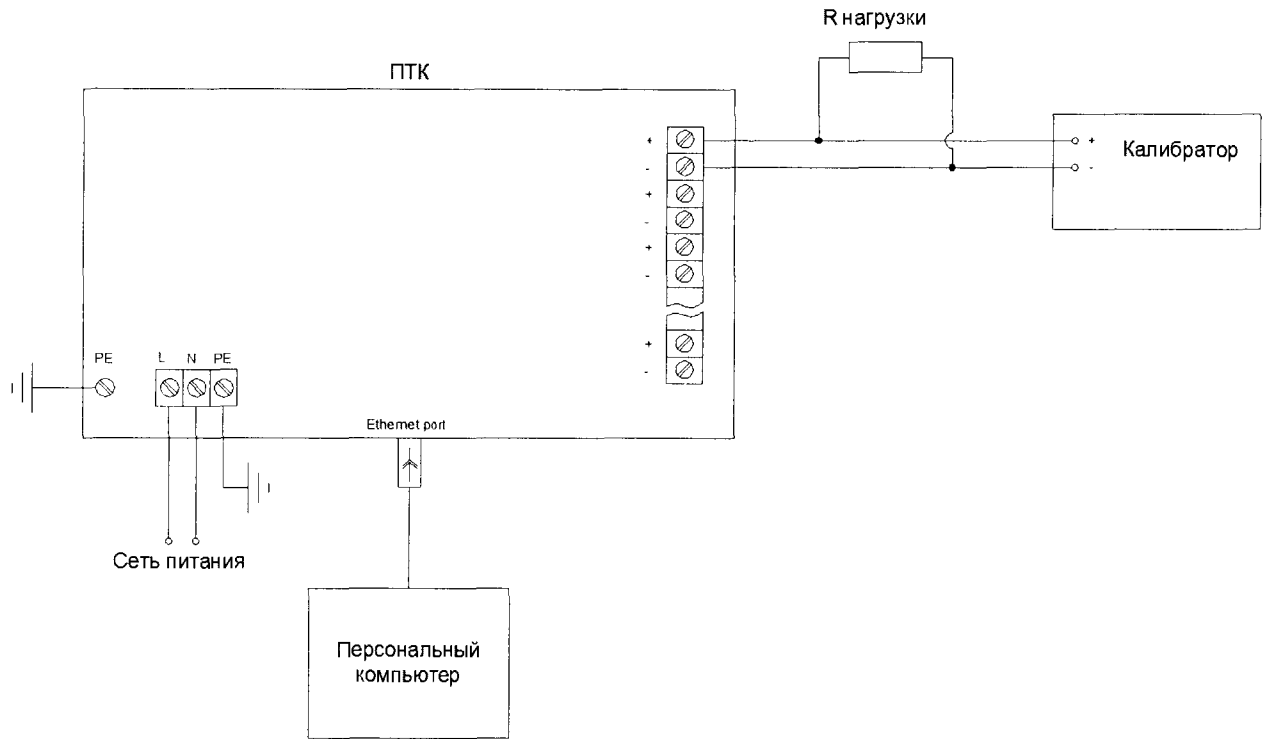 R нагрузки
ПТК
+
-
+
-
+
-
+
-
+
-
Калибратор
PE
L N PE
Ethernet port
Сеть питания
Персональный
компьютер